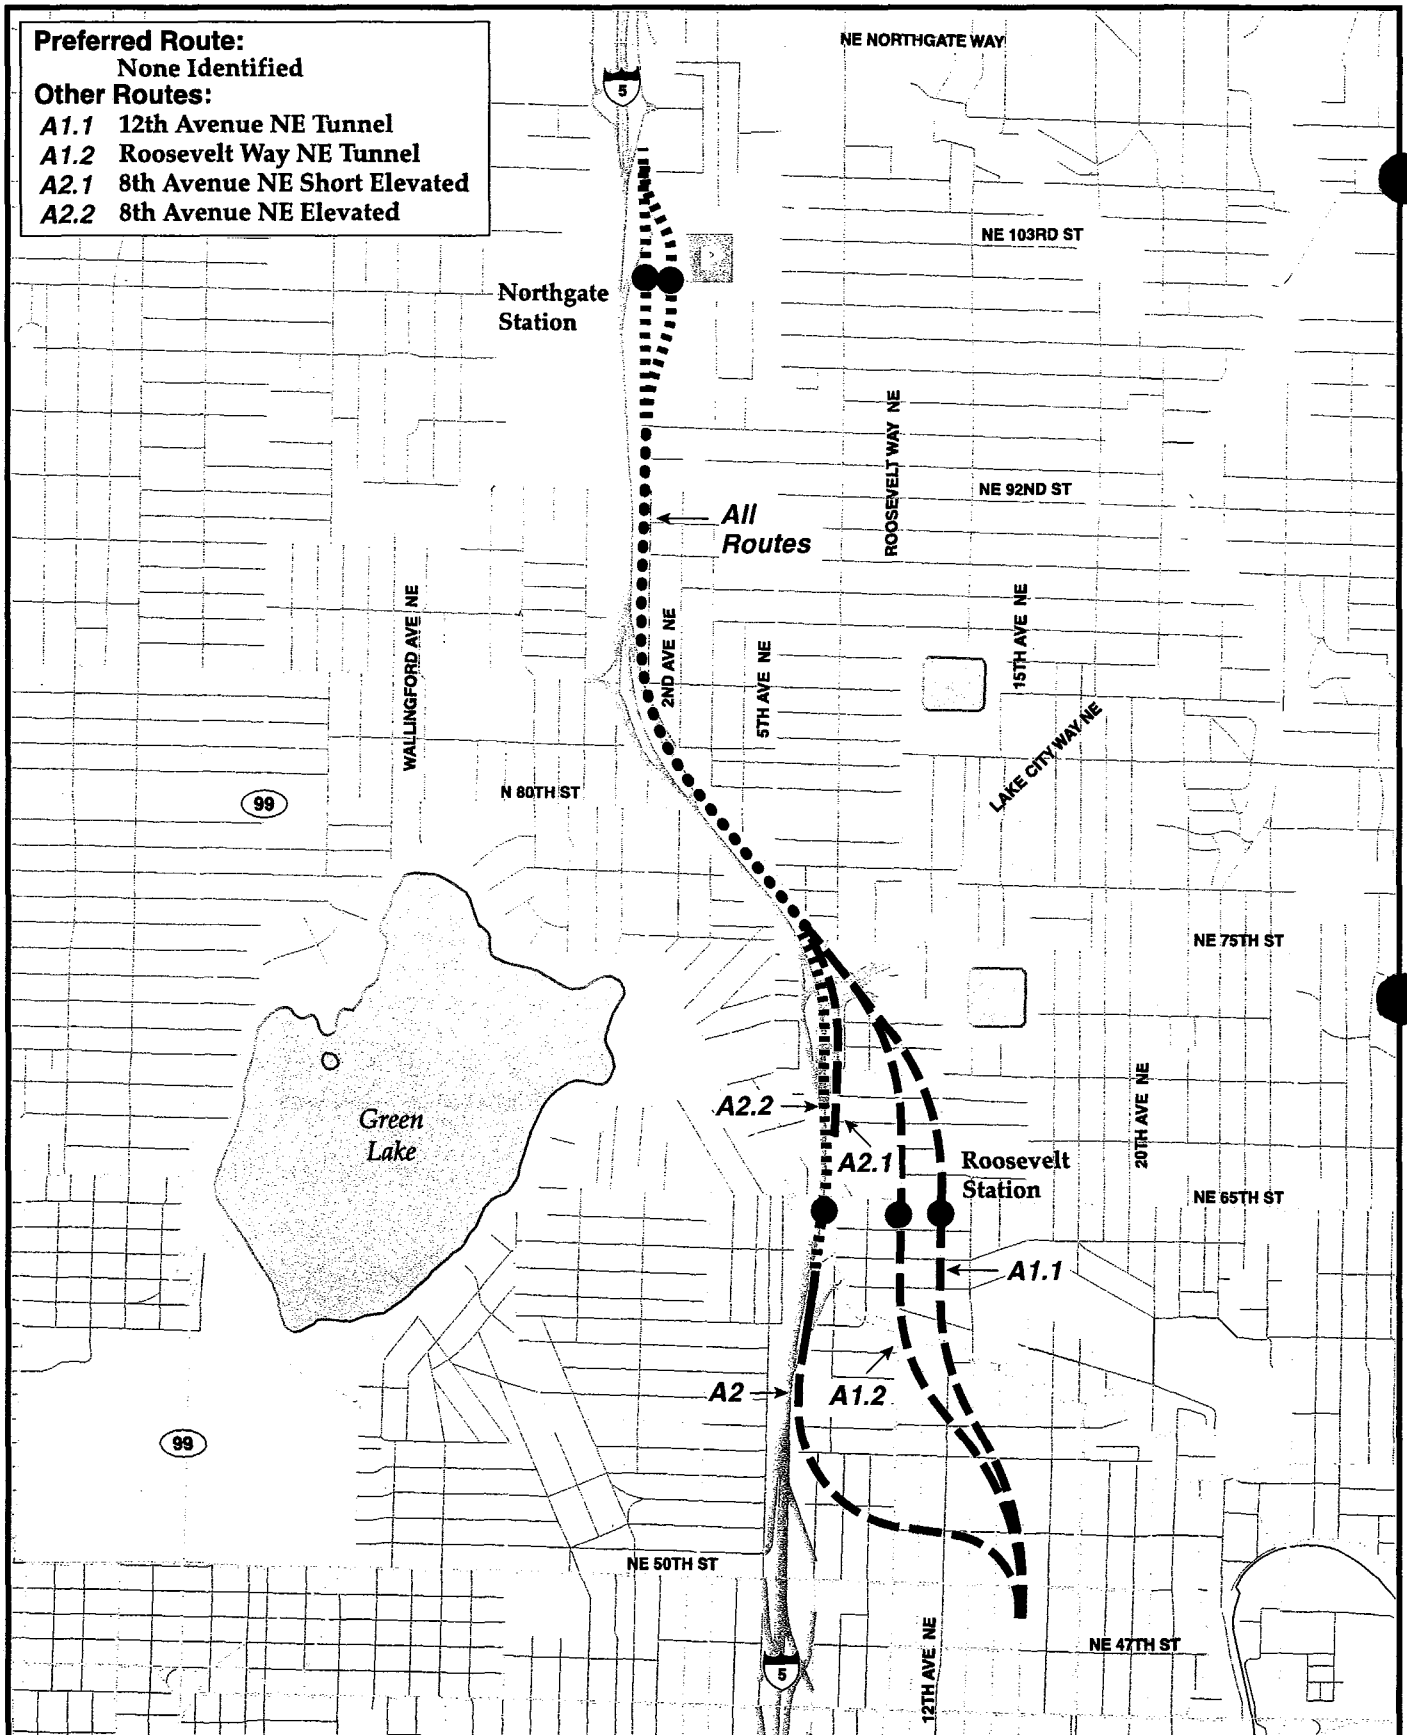 Preferred Route:
None Identified
Other Routes:
A1.1 12th Avenue NE Tunnel
A1.2 Roosevelt Way NE Tunnel
A2.1 8th Avenue NE Short Elevated
A2.2 8th Avenue NE Elevated
NE NORTHGATE WAY
5
P
NE 103RD ST
Northgate
Station
ROOSEVELT WAY NE
NE 92ND ST
All
Routes
WALLINGFORD AVE NE
2ND AVE NE
5TH AVE NE
15TH AVE NE
LAKE CITY WAY NE
N 80TH ST
99
NE 75TH ST
Green
Lake
A2.2
A2.1
20TH AVE NE
Roosevelt
Station
NE 65TH ST
A1.1
A2
A1.2
99
NE 50TH ST
12TH AVE NE
NE 47TH ST
5